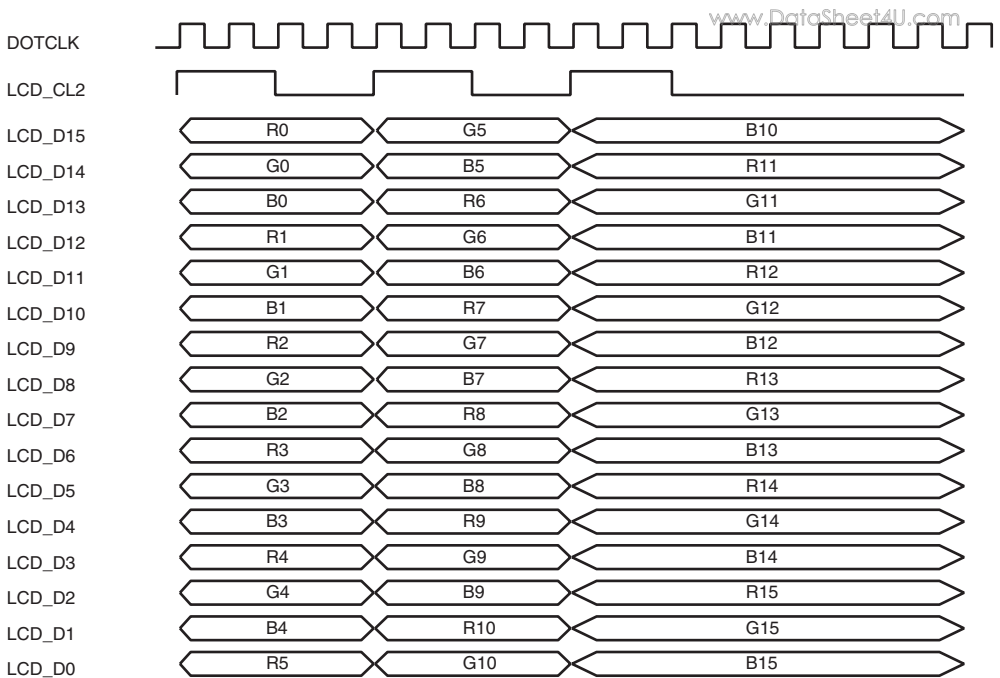 www.DataSheet4U.com
DOTCLK
LCD_CL2
LCD_D15 R0 G5 B10
LCD_D14 G0 B5 R11
LCD_D13 B0 R6 G11
LCD_D12 R1 G6 B11
LCD_D11 G1 B6 R12
LCD_D10 B1 R7 G12
LCD_D9 R2 G7 B12
LCD_D8 G2 B7 R13
LCD_D7 B2 R8 G13
LCD_D6 R3 G8 B13
LCD_D5 G3 B8 R14
LCD_D4 B3 R9 G14
LCD_D3 R4 G9 B14
LCD_D2 G4 B9 R15
LCD_D1 B4 R10 G15
LCD_D0 R5 G10 B15